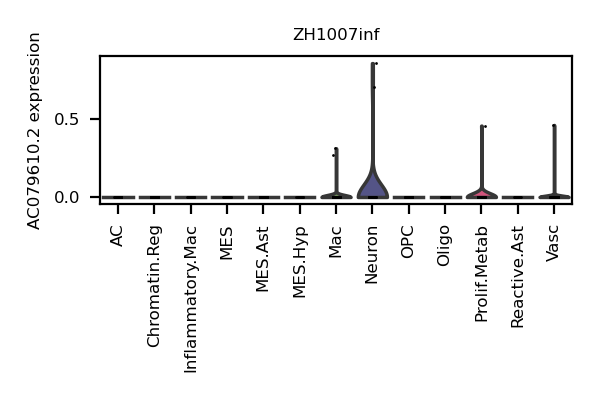 ZH1007inf
AC079610.2 expression
0.5
0.0
AC
Chromatin.Reg
Inflammatory.Mac
MES
MES.Ast
MES.Hyp
Mac
Neuron
OPC
Oligo
Prolif.Metab
Reactive.Ast
Vasc